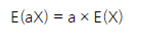 E(aX) = a × E(X)